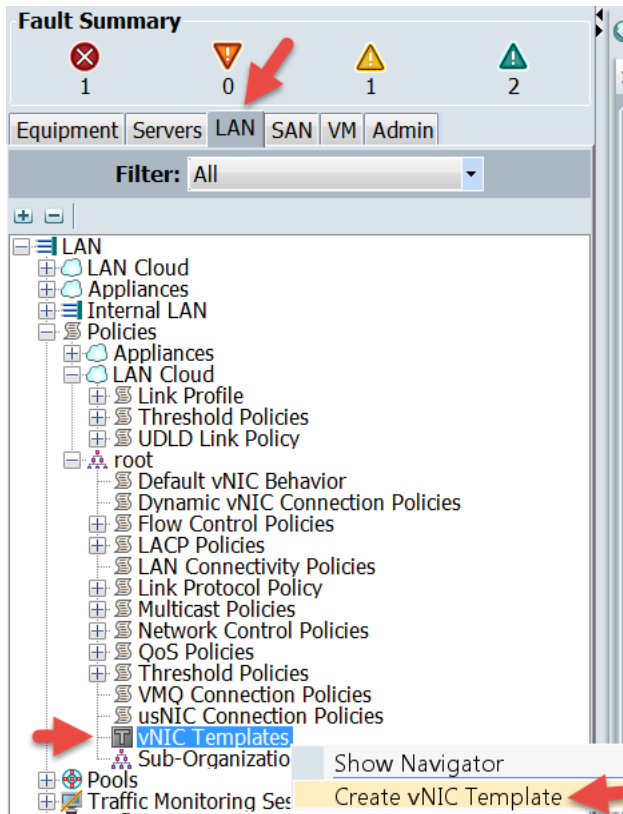 Fault Summary
1 0 1 2
Equipment Servers LAN SAN VM Admin
Filter: All
LAN
LAN Cloud
Appliances
Internal LAN
Policies
Appliances
LAN Cloud
Link Profile
Threshold Policies
UDLD Link Policy
root
Default vNIC Behavior
Dynamic vNIC Connection Policies
Flow Control Policies
LACP Policies
LAN Connectivity Policies
Link Protocol Policy
Multicast Policies
Network Control Policies
QoS Policies
Threshold Policies
VMQ Connection Policies
usNIC Connection Policies
vNIC Templates
Sub-Organizatio
Show Navigator
Pools
Traffic Monitoring Ses
Create vNIC Template